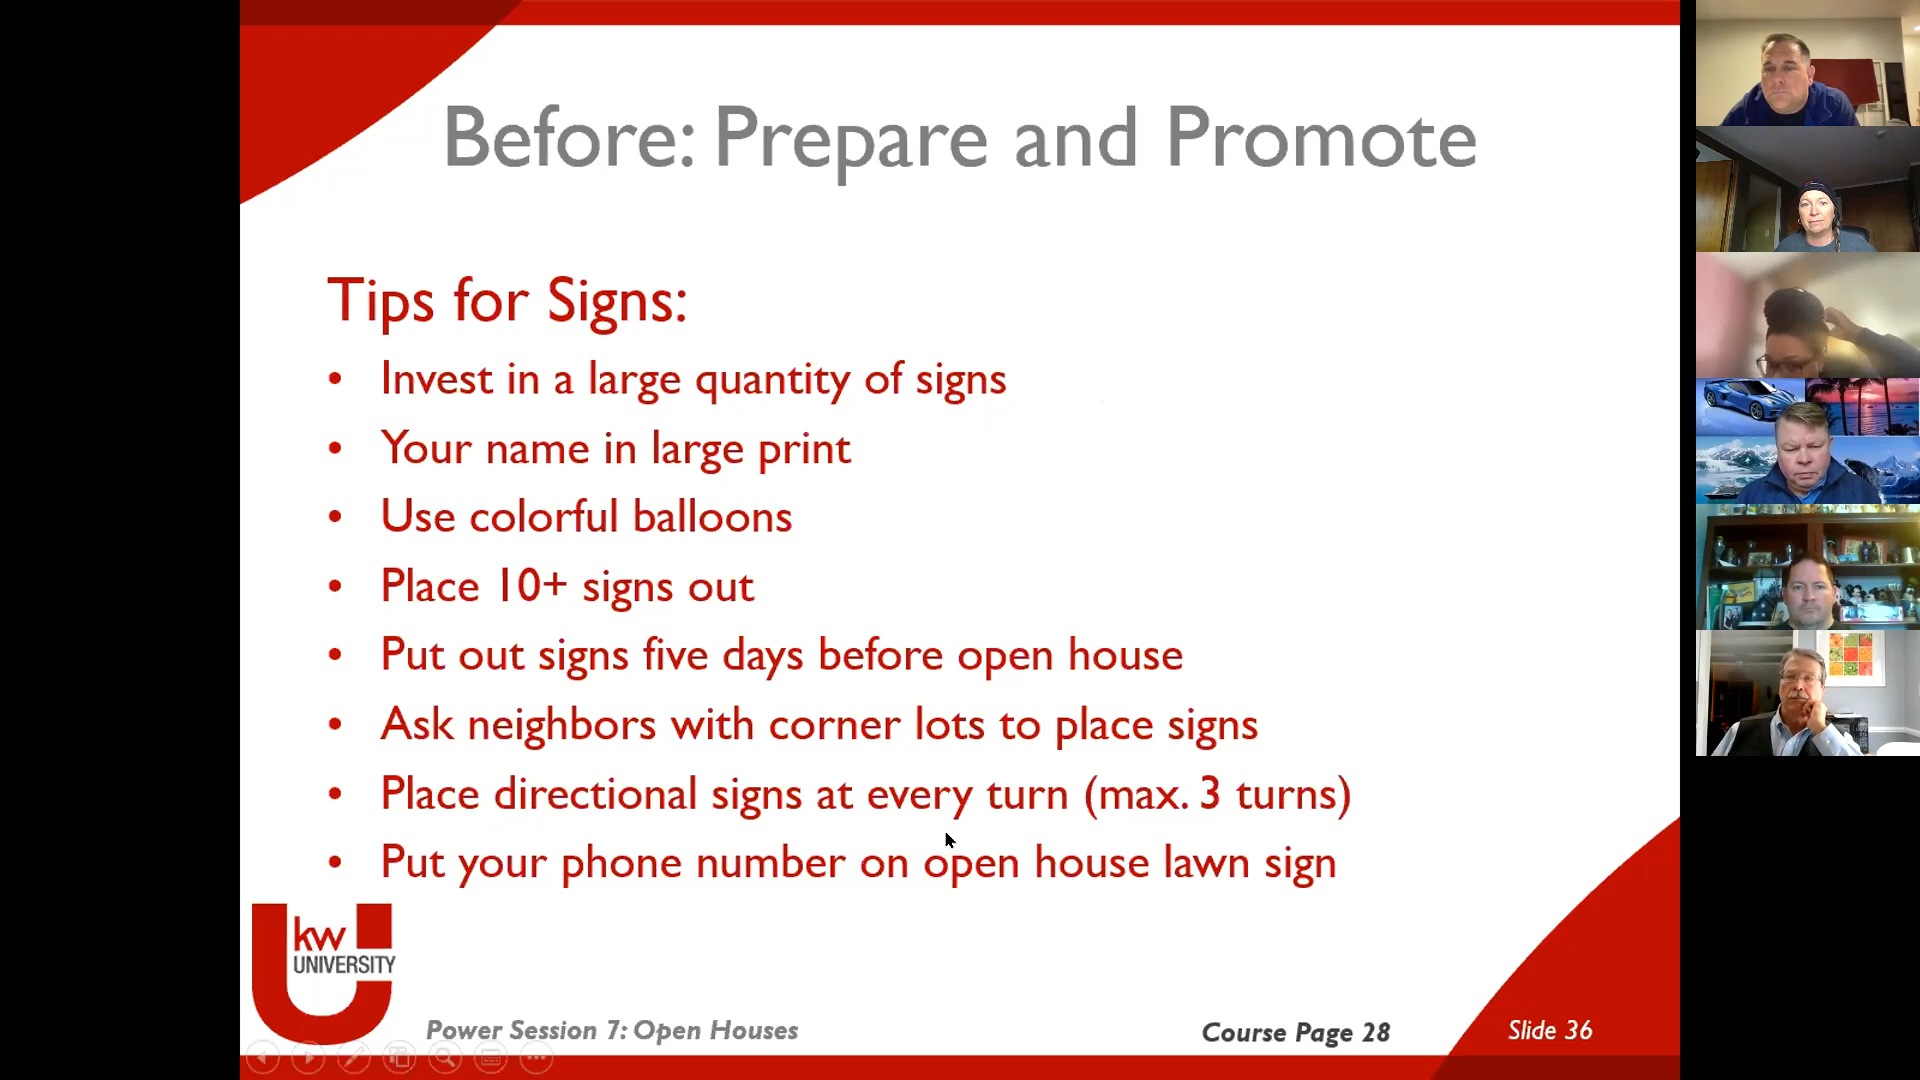 Before: Prepare and Promote
Tips for Signs:
• Invest in a large quantity of signs
• Your name in large print
• Use colorful balloons
• Place 10+ signs out
• Put out signs five days before open house
• Ask neighbors with corner lots to place signs
• Place directional signs at every turn (max. 3 turns)
• Put your phone number on open house lawn sign
kw
UNIVERSITY
Power Session 7: Open Houses
Course Page 28
Slide 36